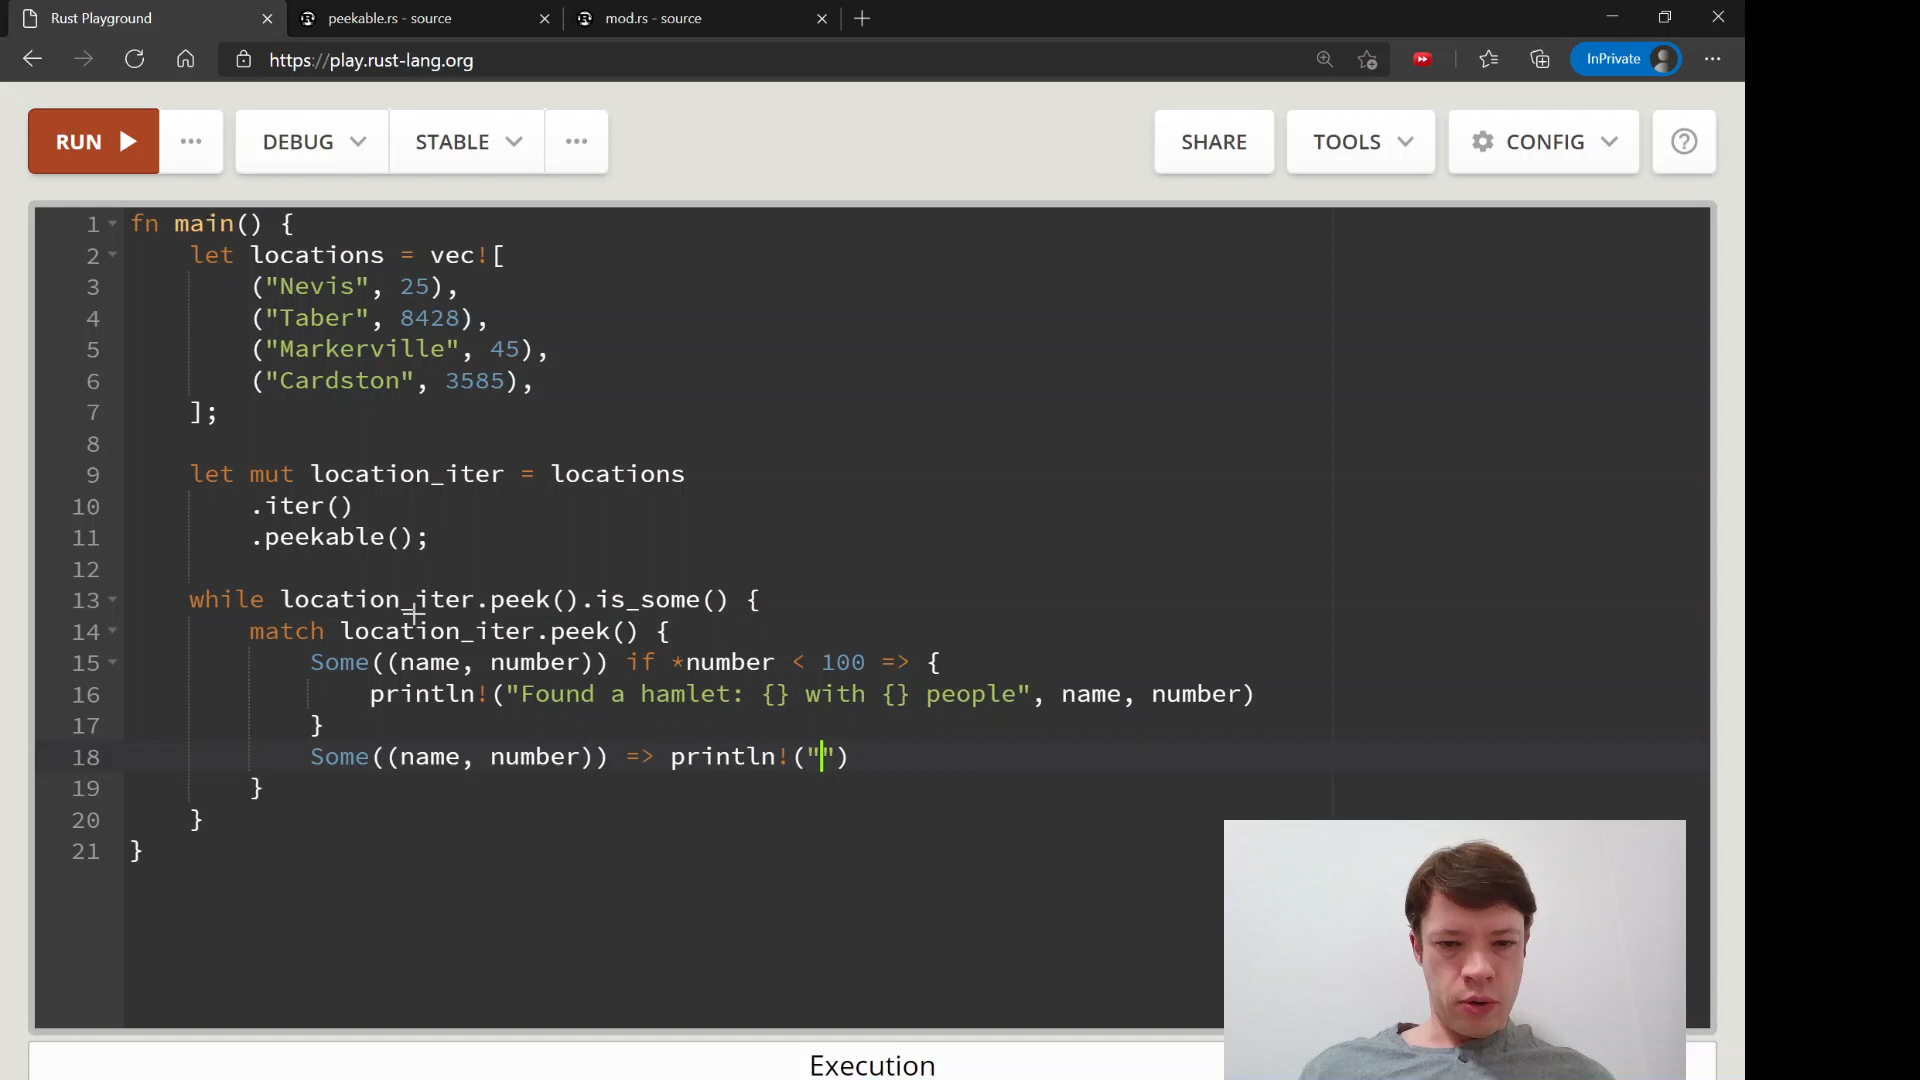 Rust Playground
peekable.rs - source
mod.rs - source
https://play.rust-lang.org
InPrivate
RUN
DEBUG
STABLE
SHARE
TOOLS
CONFIG
1 fn main() {
2 let locations = vec![
3 ("Nevis", 25),
4 ("Taber", 8428),
5 ("Markerville", 45),
6 ("Cardston", 3585),
7 ];
8
9 let mut location_iter = locations
10 .iter()
11 .peekable();
12
13 while location_iter.peek().is_some() {
14 match location_iter.peek() {
15 Some((name, number)) if *number < 100 => {
16 println!("Found a hamlet: {} with {} people", name, number)
17 }
18 Some((name, number)) => println!("")
19 }
20 }
21 }
Execution